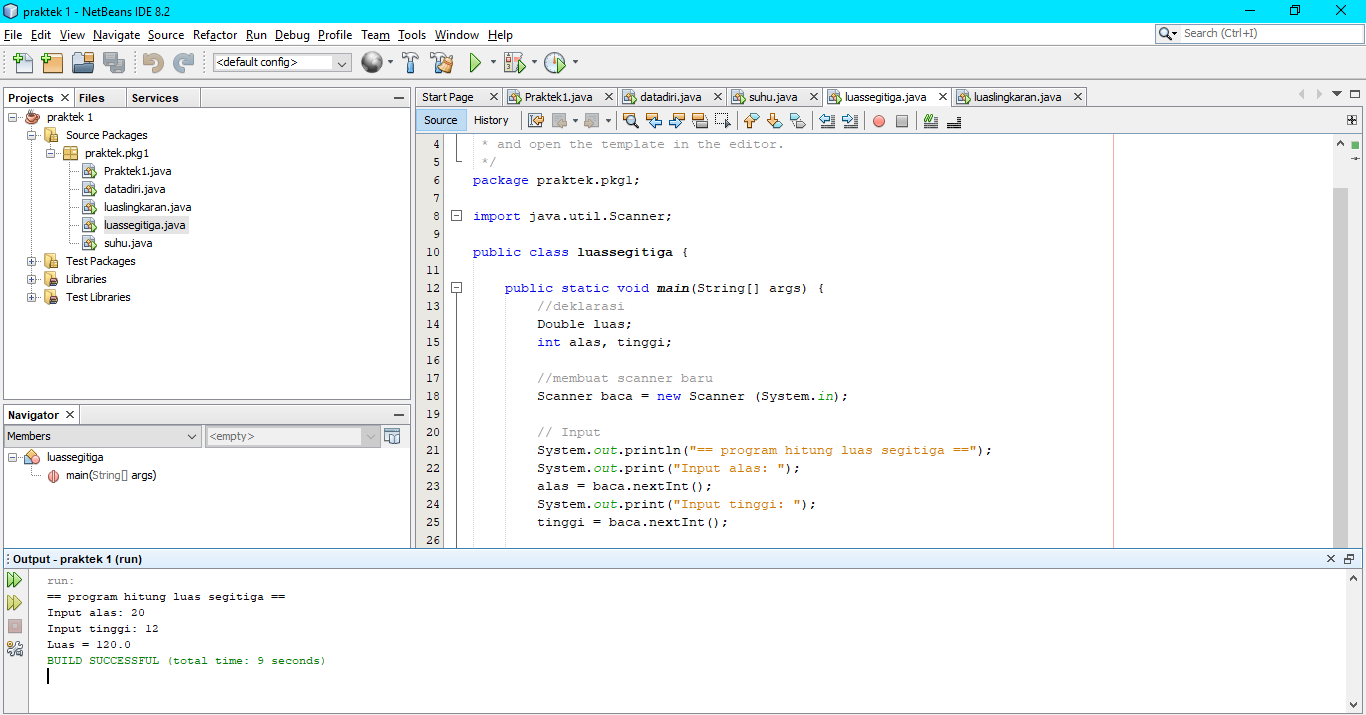 praktek 1 - NetBeans IDE 8.2
File Edit View Navigate Source Refactor Run Debug Profile Team Tools Window Help
Search (Ctrl+I)
<default config>
Projects Files Services
praktek 1
Source Packages
praktek.pkg1
Praktek1.java
datadiri.java
luaslingkaran.java
luassegitiga.java
suhu.java
Test Packages
Libraries
Test Libraries
Navigator
Members <empty>
luassegitiga
main(String[] args)
Start Page Praktek1.java datadiri.java suhu.java luassegitiga.java luaslingkaran.java
Source History
4 * and open the template in the editor.
5 */
6 package praktek.pkg1;
7
8 import java.util.Scanner;
9
10 public class luassegitiga {
11
12 public static void main(String[] args) {
13 //deklarasi
14 Double luas;
15 int alas, tinggi;
16
17 //membuat scanner baru
18 Scanner baca = new Scanner (System.in);
19
20 // Input
21 System.out.println("== program hitung luas segitiga ==");
22 System.out.print("Input alas: ");
23 alas = baca.nextInt();
24 System.out.print("Input tinggi: ");
25 tinggi = baca.nextInt();
26
Output - praktek 1 (run)
run:
== program hitung luas segitiga ==
Input alas: 20
Input tinggi: 12
Luas = 120.0
BUILD SUCCESSFUL (total time: 9 seconds)